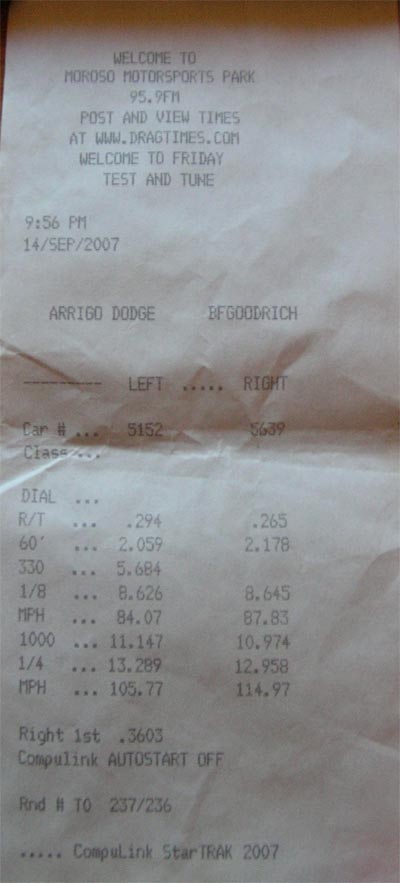 WELCOME TO
MOROSO MOTORSPORTS PARK
95.9FM
POST AND VIEW TIMES
AT WWW.DRAGTIMES.COM
WELCOME TO FRIDAY
TEST AND TUNE
9:56 PM
14/SEP/2007
ARRIGO DODGE BFGOODRICH
--------- LEFT ..... RIGHT
Car # ... 5152 5639
Class ...
DIAL ...
R/T ... .294 .265
60' ... 2.059 2.178
330 ... 5.684
1/8 ... 8.626 8.645
MPH ... 84.07 87.83
1000 ... 11.147 10.974
1/4 ... 13.289 12.958
MPH ... 105.77 114.97
Right 1st .3603
Compulink AUTOSTART OFF
Rnd # TO 237/236
..... CompuLink StarTRAK 2007